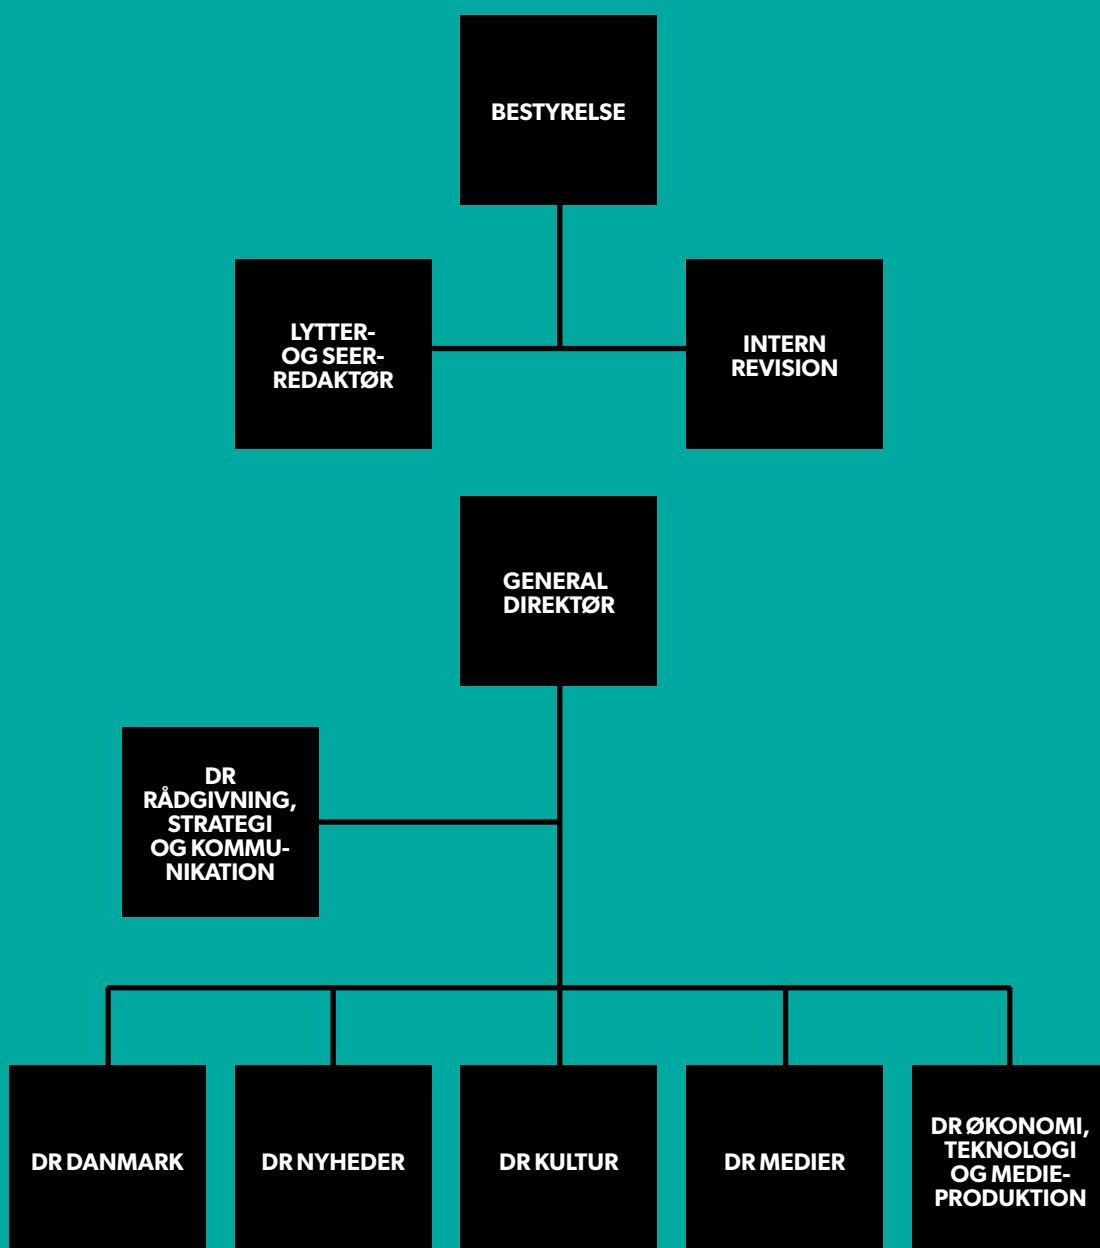 BESTYRELSE
LYTTER-
OG SEER-
REDAKTØR
INTERN
REVISION
GENERAL
DIREKTØR
DR
RÅDGIVNING,
STRATEGI
OG KOMMU-
NIKATION
DR DANMARK
DR NYHEDER
DR KULTUR
DR MEDIER
DR ØKONOMI,
TEKNOLOGI
OG MEDIE-
PRODUKTION